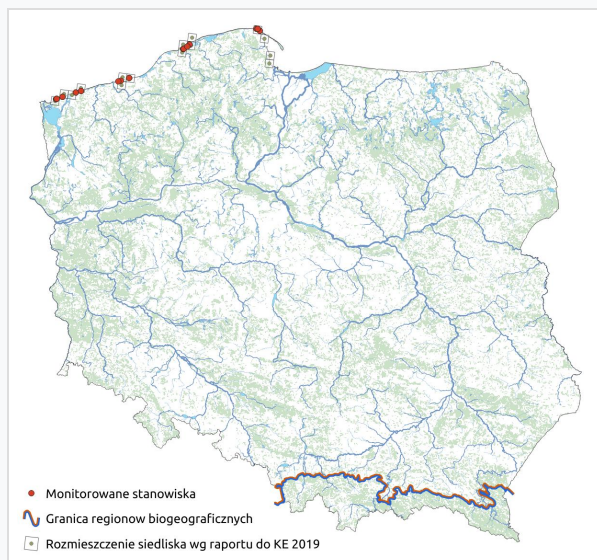 Monitorowane stanowiska
Granica regionow biogeograficznych
Rozmieszczenie siedliska wg raportu do KE 2019